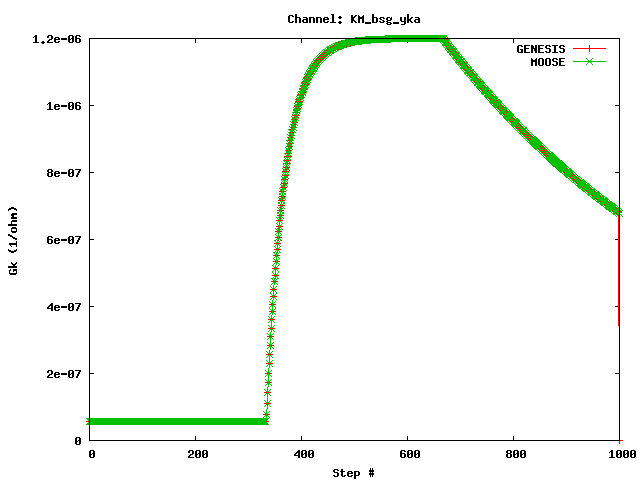 Channel: KM_bsg_yka
1.2e-06
1e-06
8e-07
6e-07
4e-07
2e-07
0
Gk (1/ohm)
GENESIS
MOOSE
0 200 400 600 800 1000
Step #